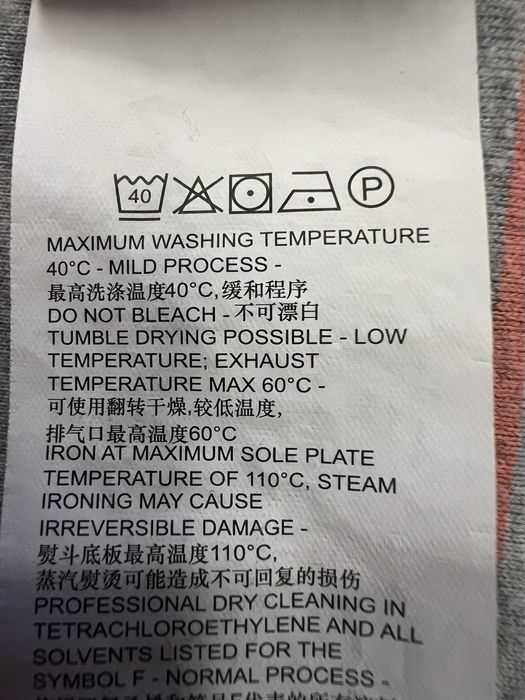 40 P
MAXIMUM WASHING TEMPERATURE
40°C - MILD PROCESS -
最高洗涤温度40°C,缓和程序
DO NOT BLEACH - 不可漂白
TUMBLE DRYING POSSIBLE - LOW
TEMPERATURE; EXHAUST
TEMPERATURE MAX 60°C -
可使用翻转干燥,较低温度,
排气口最高温度60°C
IRON AT MAXIMUM SOLE PLATE
TEMPERATURE OF 110°C, STEAM
IRONING MAY CAUSE
IRREVERSIBLE DAMAGE -
熨斗底板最高温度110°C,
蒸汽熨烫可能造成不可回复的损伤
PROFESSIONAL DRY CLEANING IN
TETRACHLOROETHYLENE AND ALL
SOLVENTS LISTED FOR THE
SYMBOL F - NORMAL PROCESS -